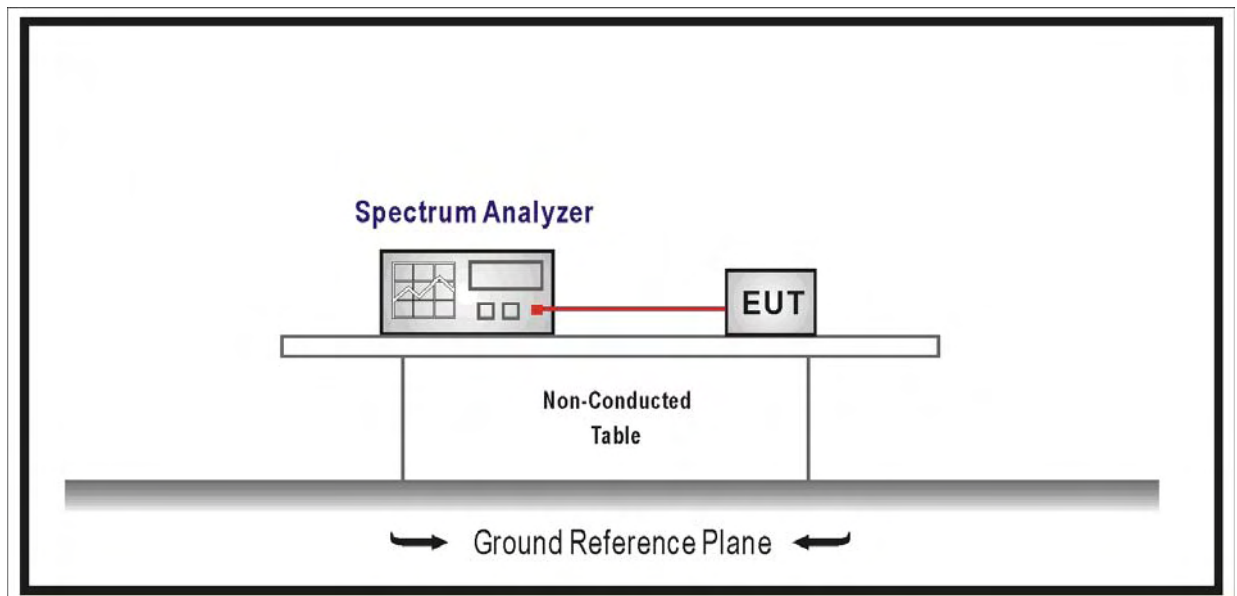 Spectrum Analyzer
EUT
Non-Conducted
Table
Ground Reference Plane